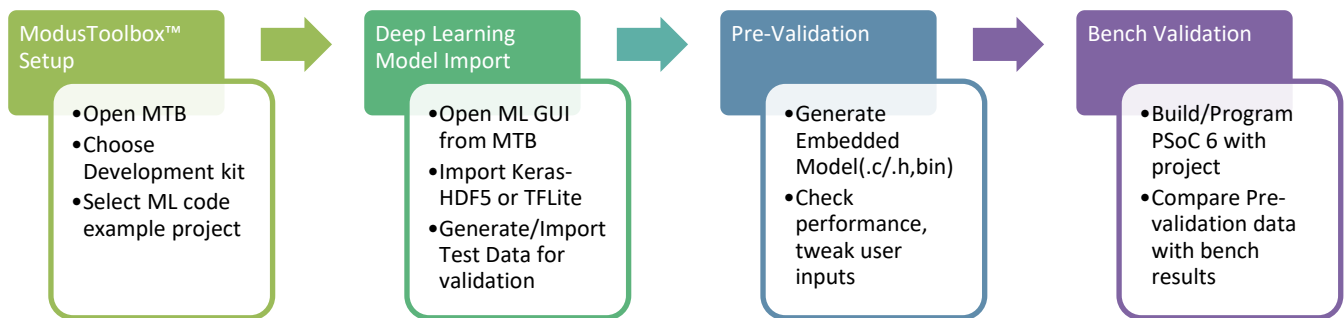 ModusToolbox™
Setup
•Open MTB
•Choose
Development kit
•Select ML code
example project
Deep Learning
Model Import
•Open ML GUI
from MTB
•Import Keras-
HDF5 or TFLite
•Generate/Import
Test Data for
validation
Pre-Validation
•Generate
Embedded
Model(.c/.h,bin)
•Check
performance,
tweak user
inputs
Bench Validation
•Build/Program
PSoC 6 with
project
•Compare Pre-
validation data
with bench
results